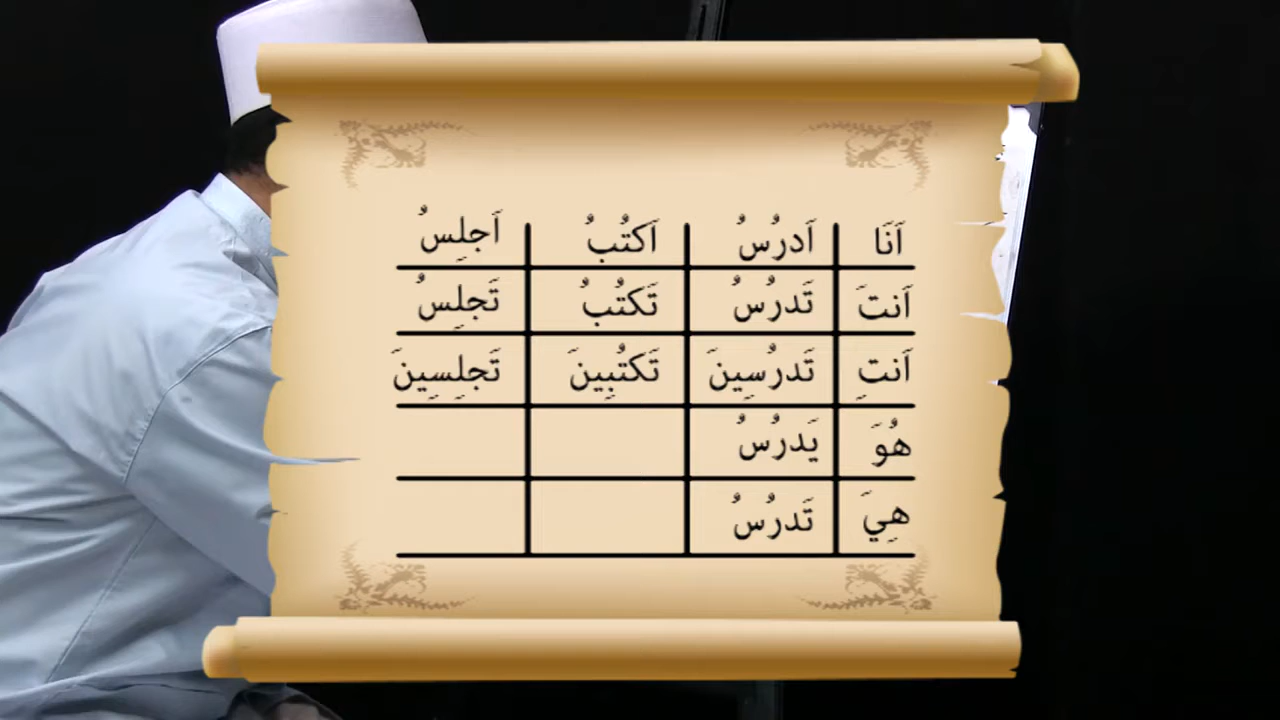 اَنَا اَدرُسُ اَكتُبُ اَجلِسُ
اَنتَ تَدرُسُ تَكتُبُ تَجلِسُ
اَنتِ تَدرُسِينَ تَكتُبِينَ تَجلِسِينَ
هُوَ يَدرُسُ
هِيَ تَدرُسُ